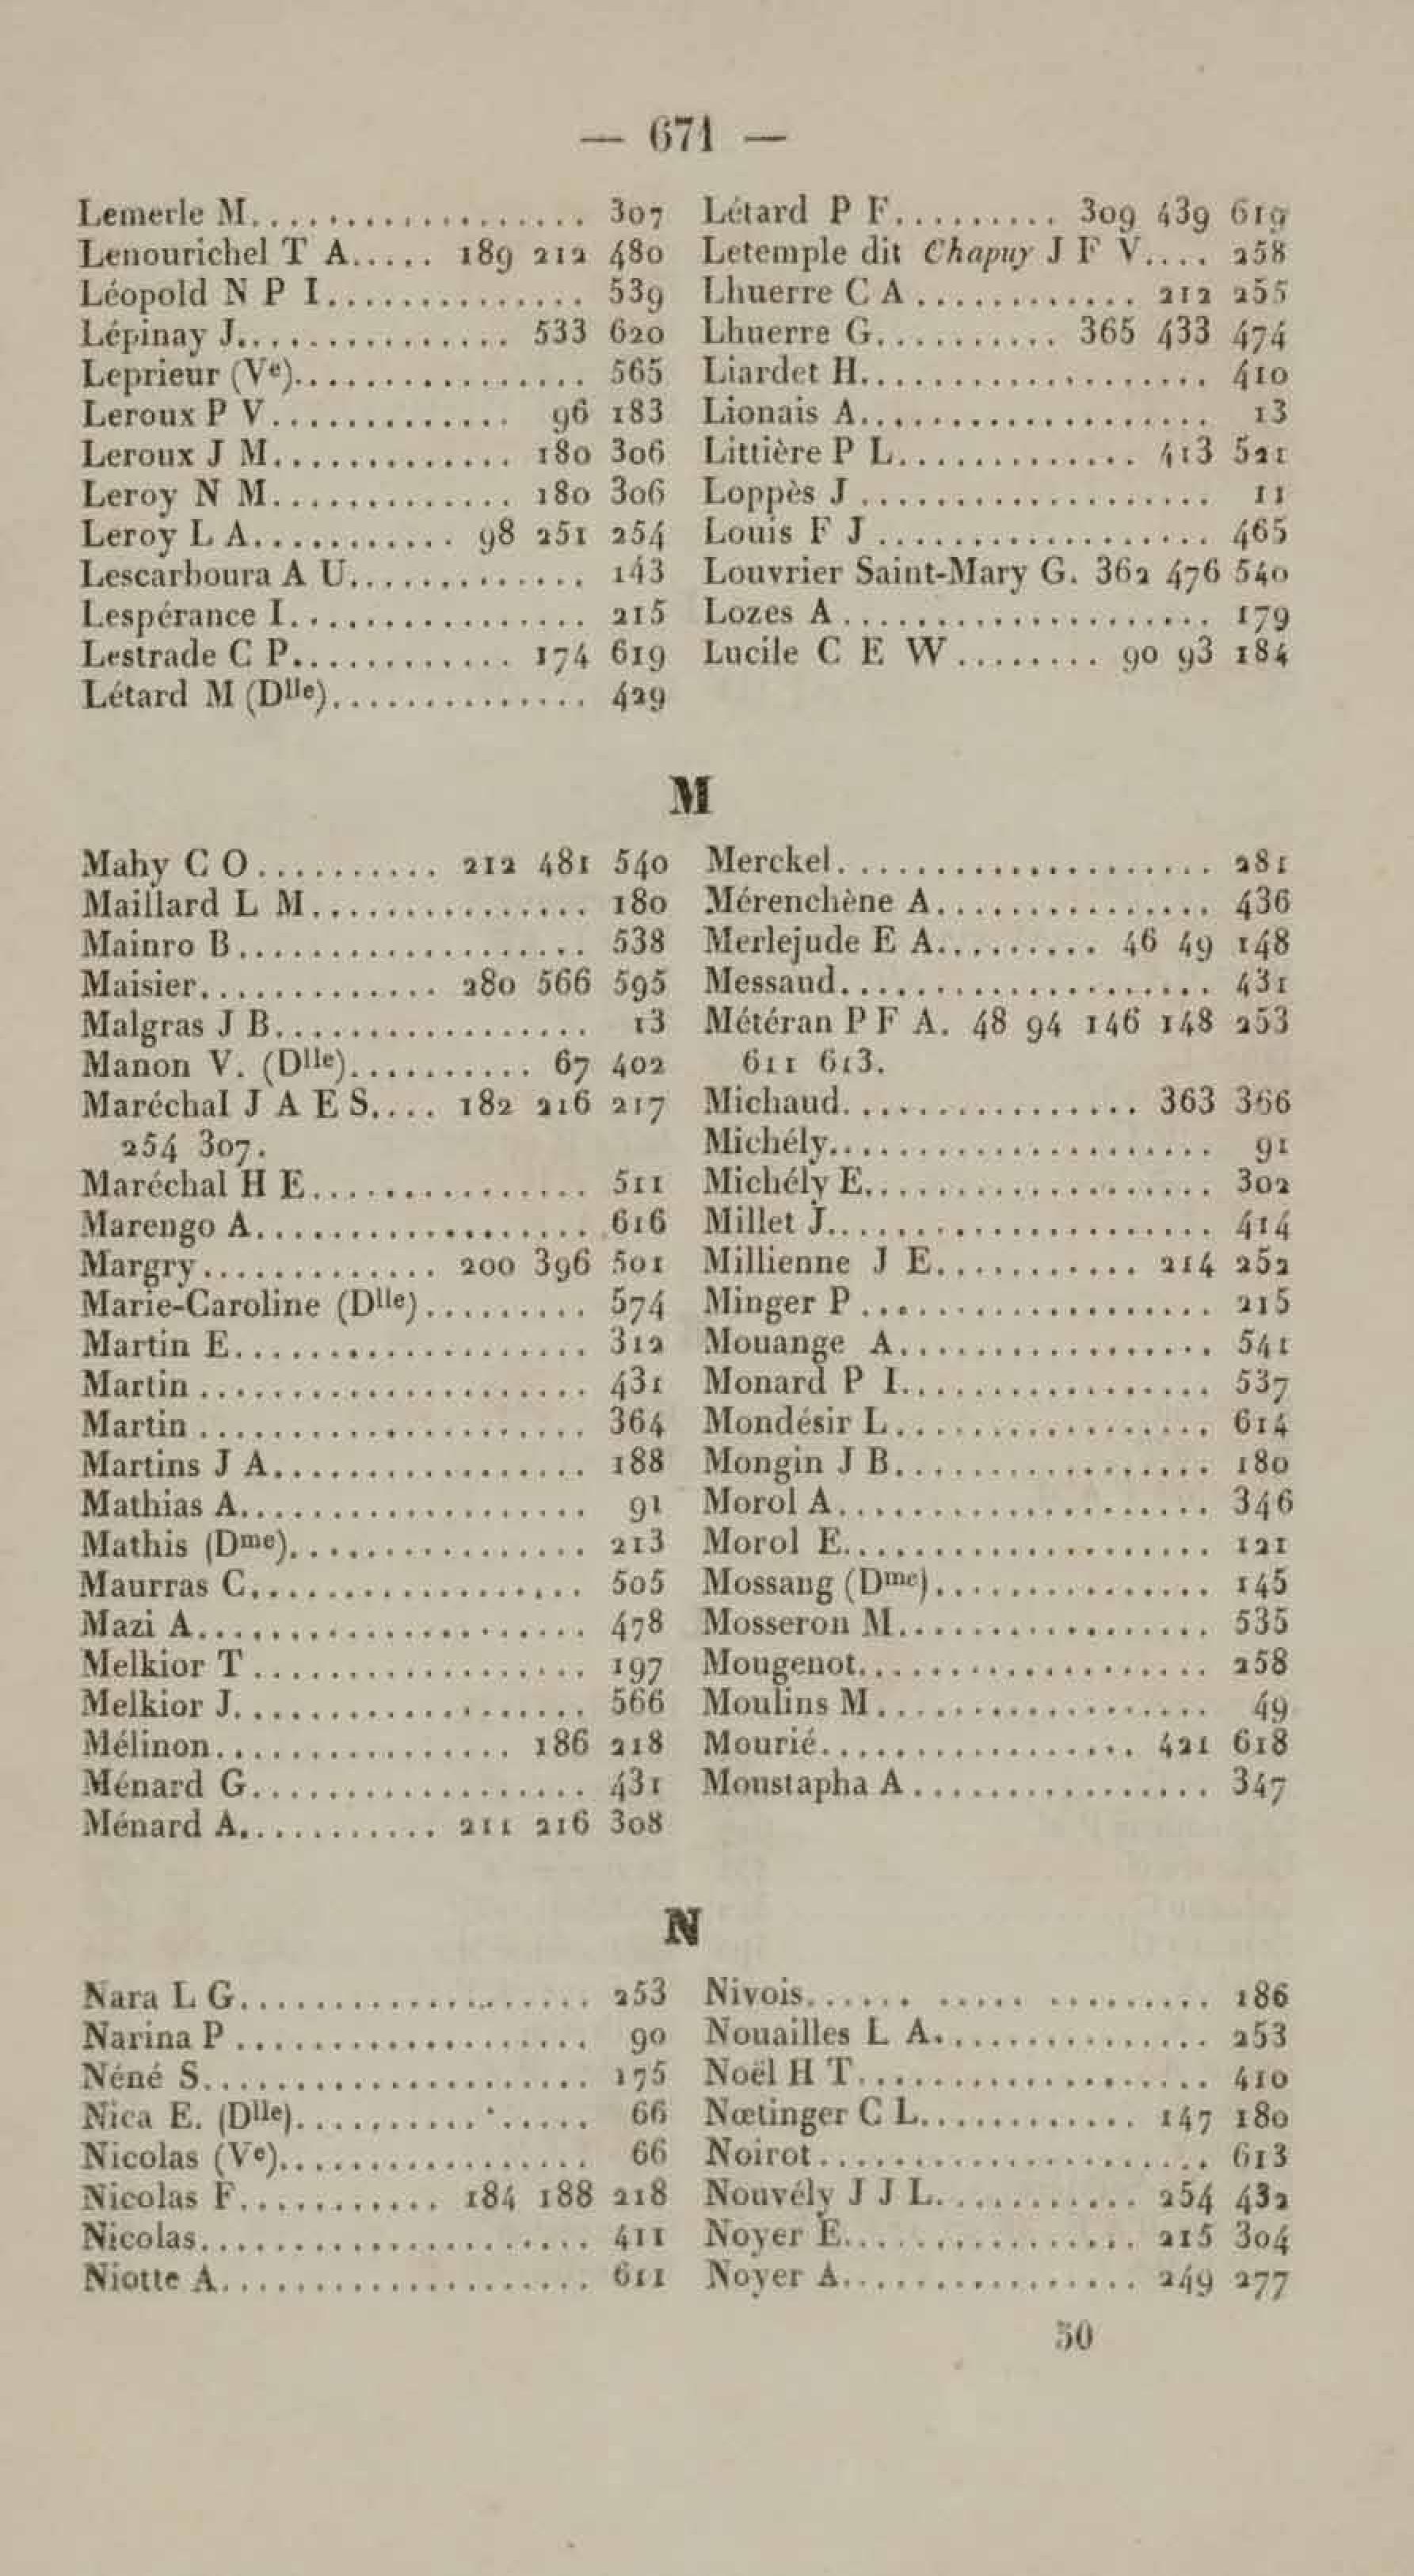 — 671 —
Lemerle M................... 307
Lenourichel T A..... 189 212 480
Léopold N P I............... 539
Lépinay J............... 533 620
Leprieur (Ve)................ 565
Leroux P V............. 96 183
Leroux J M............. 180 306
Leroy N M............. 180 306
Leroy L A........... 98 251 254
Lescarboura A U............. 143
Lespérance I................ 215
Lestrade C P............ 174 619
Létard M (Dlle).............. 429
Létard P F......... 309 439 619
Letemple dit Chapuy J F V.... 258
Lhuerre C A ............ 212 255
Lhuerre G.......... 365 433 474
Liardet H................... 410
Lionais A................... 13
Littière P L............. 413 521
Loppès J ................... 11
Louis F J .................. 465
Louvrier Saint-Mary G. 362 476 540
Lozes A .................... 179
Lucile C E W ........ 90 93 184
M
Mahy C O.......... 212 481 540
Maillard L M............... 180
Mainro B................... 538
Maisier............. 280 566 595
Malgras J B................. 13
Manon V. (Dlle).......... 67 402
Maréchal J A E S.... 182 216 217
254 307.
Maréchal H E............... 511
Marengo A.................. 616
Margry............. 200 396 501
Marie-Caroline (Dlle)......... 574
Martin E................... 312
Martin ..................... 431
Martin ..................... 364
Martins J A................. 188
Mathias A................... 91
Mathis (Dme)................ 213
Maurras C.................. 505
Mazi A..................... 478
Melkior T .................. 197
Melkior J................... 566
Mélinon................ 186 218
Ménard G.................. 431
Ménard A........... 211 216 308
Merckel.................... 281
Mérenchène A............... 436
Merlejude E A......... 46 49 148
Messaud.................... 431
Météran P F A. 48 94 146 148 253
611 613.
Michaud................ 363 366
Michély..................... 91
Michély E................... 302
Millet J..................... 414
Millienne J E........... 214 252
Minger P ................... 215
Mouange A................. 541
Monard P I................. 537
Mondésir L................. 614
Mongin J B................. 180
Morol A.................... 346
Morol E.................... 121
Mossang (Dme)............... 145
Mosseron M................. 535
Mougenot................... 258
Moulins M.................. 49
Mourié................. 421 618
Moustapha A ................ 347
N
Nara L G................... 253
Narina P ................... 90
Néné S..................... 175
Nica E. (Dlle)................ 66
Nicolas (Ve)................. 66
Nicolas F........... 184 188 218
Nicolas..................... 411
Niotte A.................... 611
Nivois...... ..... ......... 186
Nouailles L A............... 253
Noël H T................... 410
Nœtinger C L............ 147 180
Noirot..................... 613
Nouvély J J L........... 254 432
Noyer E................ 215 304
Noyer A................ 249 277
50